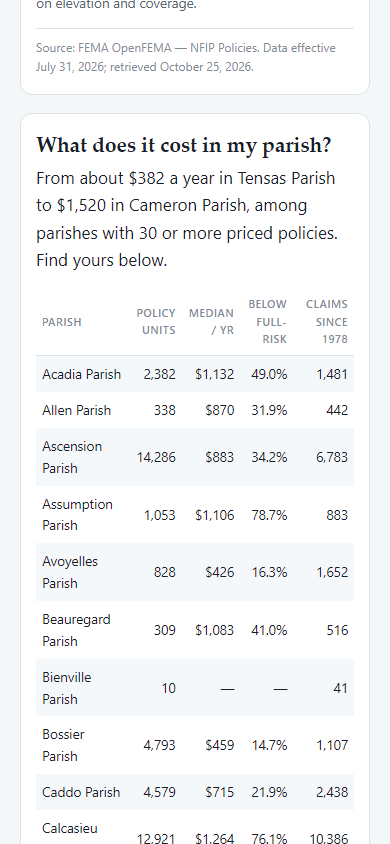 on elevation and coverage.
Source: FEMA OpenFEMA — NFIP Policies. Data effective
July 31, 2026; retrieved October 25, 2026.
What does it cost in my parish?
From about $382 a year in Tensas Parish
to $1,520 in Cameron Parish, among
parishes with 30 or more priced policies.
Find yours below.
PARISH POLICY UNITS MEDIAN / YR BELOW FULL-RISK CLAIMS SINCE 1978
Acadia Parish 2,382 $1,132 49.0% 1,481
Allen Parish 338 $870 31.9% 442
Ascension Parish 14,286 $883 34.2% 6,783
Assumption Parish 1,053 $1,106 78.7% 883
Avoyelles Parish 828 $426 16.3% 1,652
Beauregard Parish 309 $1,083 41.0% 516
Bienville Parish 10 — — 41
Bossier Parish 4,793 $459 14.7% 1,107
Caddo Parish 4,579 $715 21.9% 2,438
Calcasieu 12,921 $1,264 76.1% 10,386